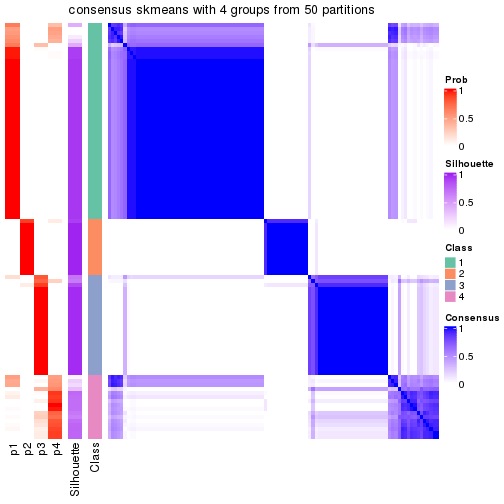 consensus skmeans with 4 groups from 50 partitions
Prob
1
0.5
0
Silhouette
1
0.5
0
Class
1
2
3
4
Consensus
1
0.5
0
p1
p2
p3
p4
Silhouette
Class